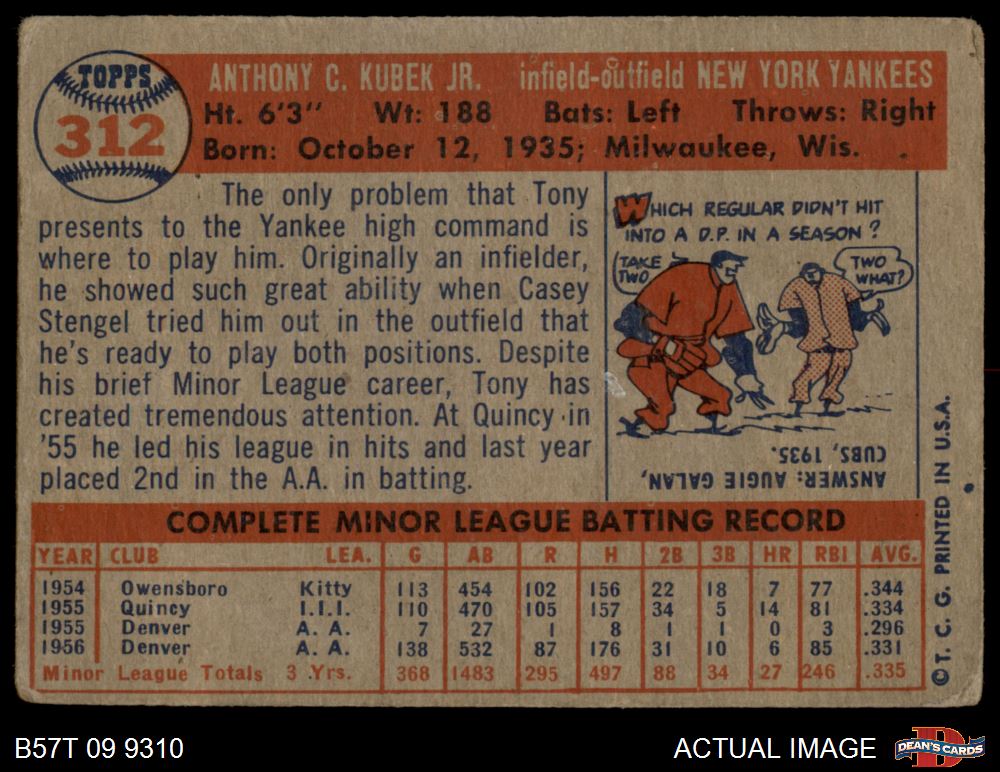 TOPPS
312
ANTHONY C. KUBEK JR. infield-outfield NEW YORK YANKEES
Ht. 6'3" Wt: 188 Bats: Left Throws: Right
Born: October 12, 1935; Milwaukee, Wis.
The only problem that Tony
presents to the Yankee high command is
where to play him. Originally an infielder,
he showed such great ability when Casey
Stengel tried him out in the outfield that
he's ready to play both positions. Despite
his brief Minor League career, Tony has
created tremendous attention. At Quincy in
'55 he led his league in hits and last year
placed 2nd in the A.A. in batting.
WHICH REGULAR DIDN'T HIT
INTO A D.P. IN A SEASON?
TAKE
TWO
TWO
WHAT?
ANSWER: AUGIE GALAN,
CUBS, 1935.
COMPLETE MINOR LEAGUE BATTING RECORD
YEAR CLUB LEA. G AB R H 2B 3B HR RBI AVG.
1954 Owensboro Kitty 113 454 102 156 22 18 7 77 .344
1955 Quincy I.I.I. 110 470 105 157 34 5 14 81 .334
1955 Denver A. A. 7 27 1 8 1 1 0 3 .296
1956 Denver A. A. 138 532 87 176 31 10 6 85 .331
Minor League Totals 3 Yrs. 368 1483 295 497 88 34 27 246 .335
© T. C. G. PRINTED IN U.S.A.
B57T 09 9310
ACTUAL IMAGE
D
DEAN'S CARDS